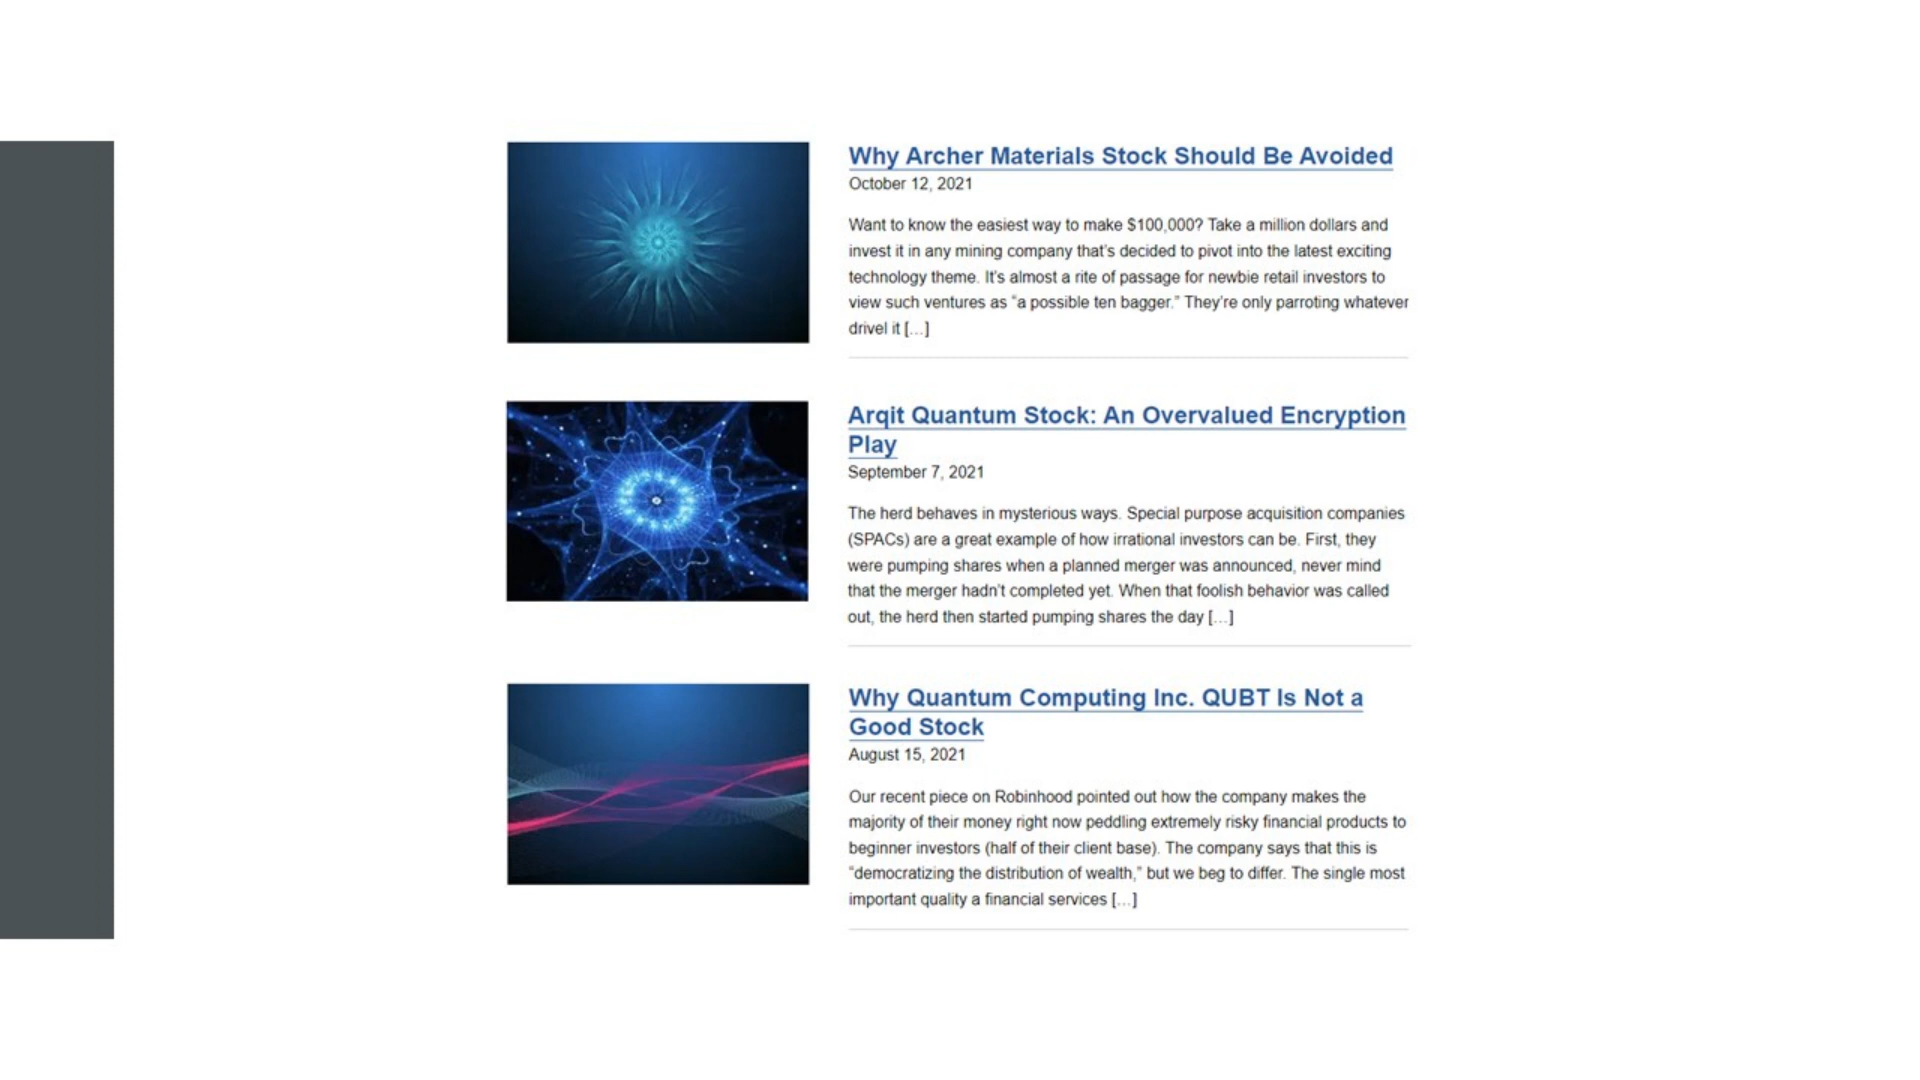 Why Archer Materials Stock Should Be Avoided
October 12, 2021
Want to know the easiest way to make $100,000? Take a million dollars and
invest it in any mining company that's decided to pivot into the latest exciting
technology theme. It's almost a rite of passage for newbie retail investors to
view such ventures as “a possible ten bagger.” They're only parroting whatever
drivel it [...]
Arqit Quantum Stock: An Overvalued Encryption
Play
September 7, 2021
The herd behaves in mysterious ways. Special purpose acquisition companies
(SPACs) are a great example of how irrational investors can be. First, they
were pumping shares when a planned merger was announced, never mind
that the merger hadn't completed yet. When that foolish behavior was called
out, the herd then started pumping shares the day [...]
Why Quantum Computing Inc. QUBT Is Not a
Good Stock
August 15, 2021
Our recent piece on Robinhood pointed out how the company makes the
majority of their money right now peddling extremely risky financial products to
beginner investors (half of their client base). The company says that this is
“democratizing the distribution of wealth,” but we beg to differ. The single most
important quality a financial services [...]